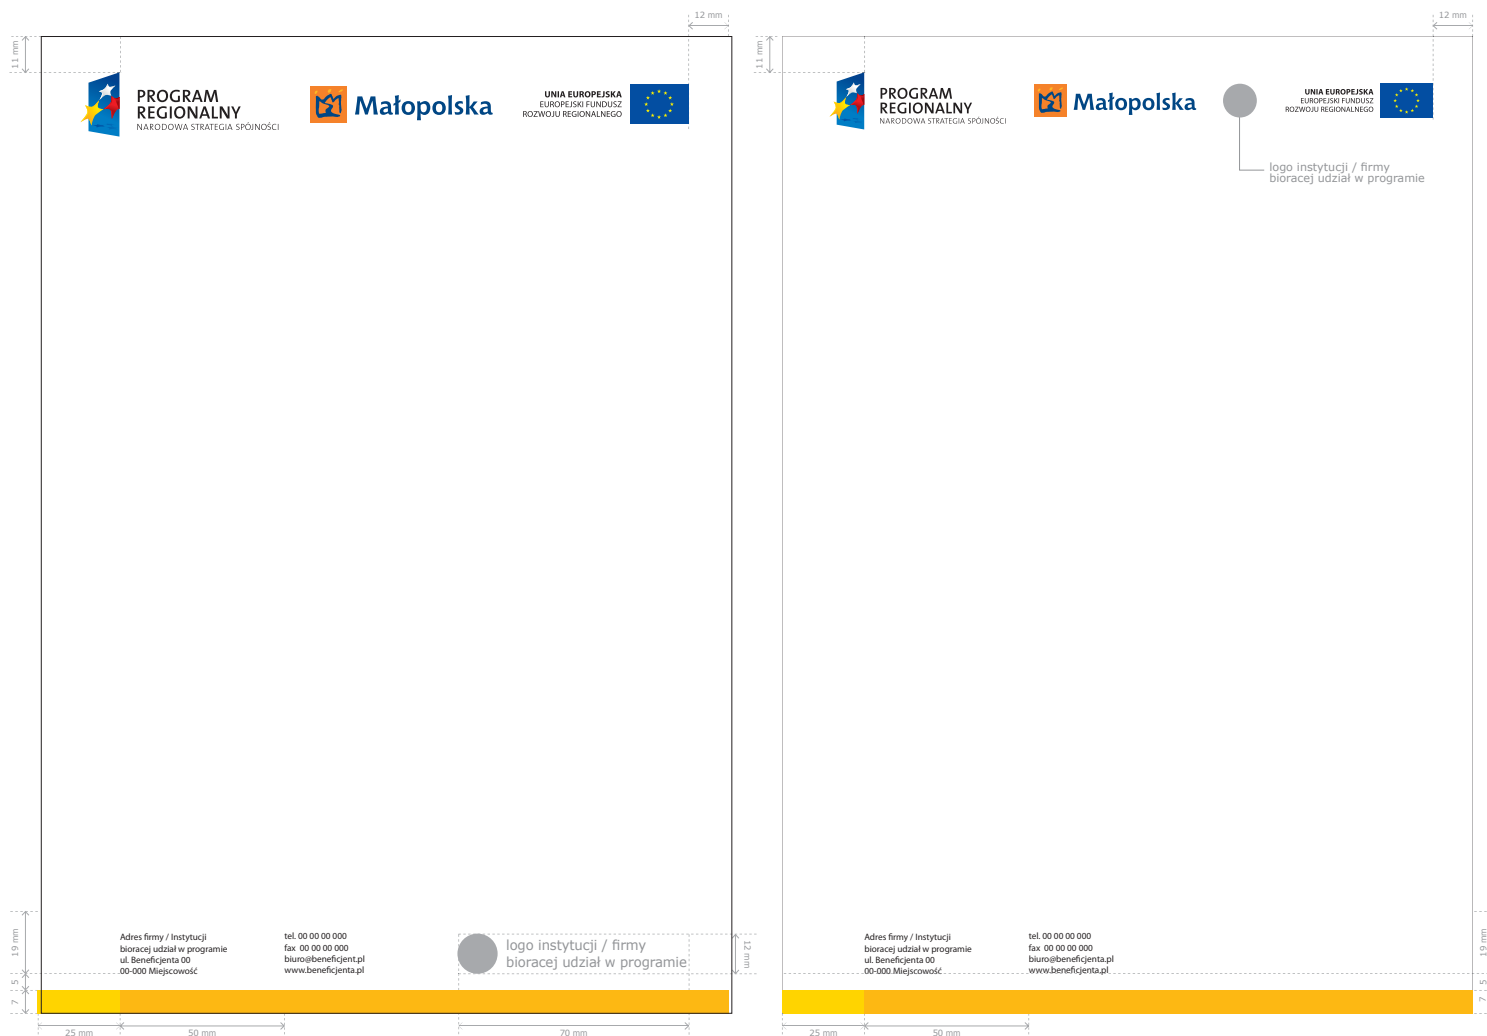 12 mm
11 mm
PROGRAM
REGIONALNY
NARODOWA STRATEGIA SPÓJNOŚCI
Małopolska
UNIA EUROPEJSKA
EUROPEJSKI FUNDUSZ
ROZWOJU REGIONALNEGO
19 mm
5
7
Adres firmy / Instytucji
bioracej udział w programie
ul. Beneficjenta 00
00-000 Miejscowość
tel. 00 00 00 000
fax 00 00 00 000
biuro@beneficjent.pl
www.beneficjenta.pl
logo instytucji / firmy
bioracej udział w programie
12 mm
25 mm
50 mm
70 mm
12 mm
11 mm
PROGRAM
REGIONALNY
NARODOWA STRATEGIA SPÓJNOŚCI
Małopolska
UNIA EUROPEJSKA
EUROPEJSKI FUNDUSZ
ROZWOJU REGIONALNEGO
logo instytucji / firmy
bioracej udział w programie
Adres firmy / Instytucji
bioracej udział w programie
ul. Beneficjenta 00
00-000 Miejscowość
tel. 00 00 00 000
fax 00 00 00 000
biuro@beneficjenta.pl
www.beneficjenta.pl
19 mm
5
7
25 mm
50 mm